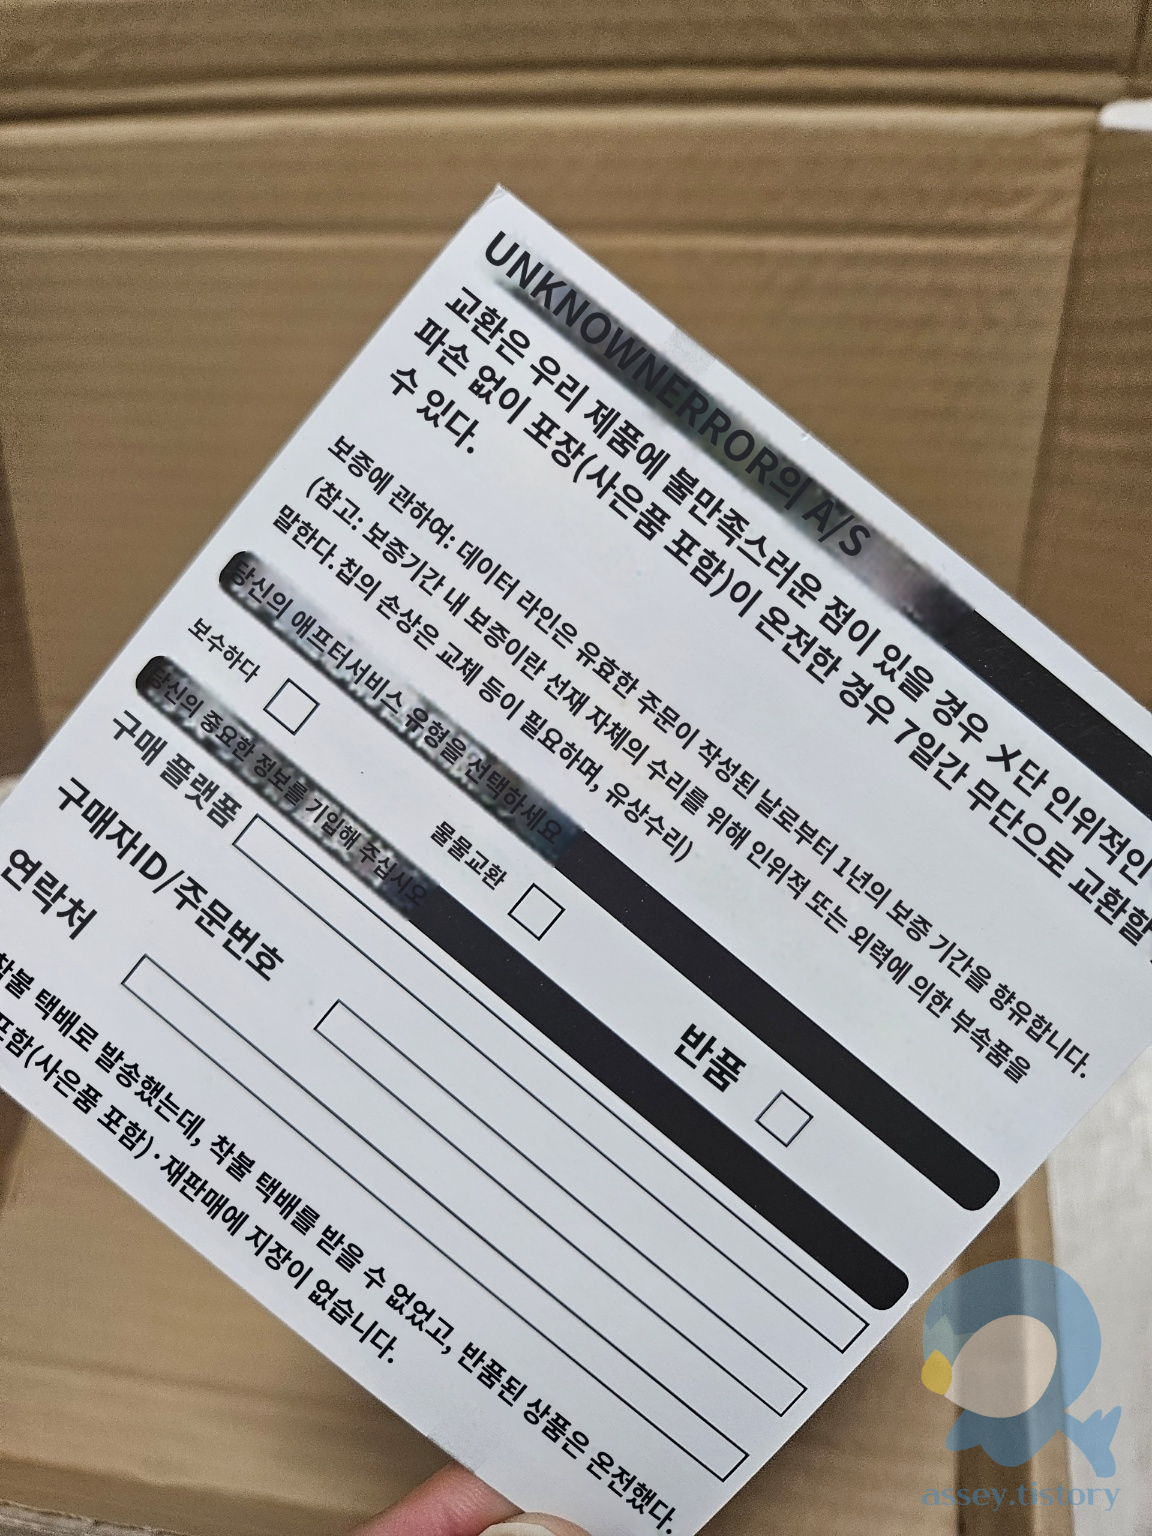 UNKNOWNERROR의 A/S
교환은 우리 제품에 불만족스러운 점이 있을 경우 X단 인위적인
파손 없이 포장(사은품 포함)이 온전한 경우 7일간 무단으로 교환할
수 있다.
보증에 관하여: 데이터 라인은 유효한 주문이 작성된 날로부터 1년의 보증 기간을 향유합니다.
(참고: 보증기간 내 보증이란 선재 자체의 수리를 위해 인위적 또는 외력에 의한 부속품을
말한다.칩의 손상은 교체 등이 필요하며, 유상수리)
당신의 애프터서비스 유형을 선택하세요
보수하다 물물교환 반품
당신의 중요한 정보를 기입해 주십시오
구매 플랫폼
구매자ID/주문번호
연락처
착불 택배로 발송했는데, 착불 택배를 받을 수 없었고, 반품된 상품은 온전했다.
포함(사은품 포함)·재판매에 지장이 없습니다.
assey.tistory